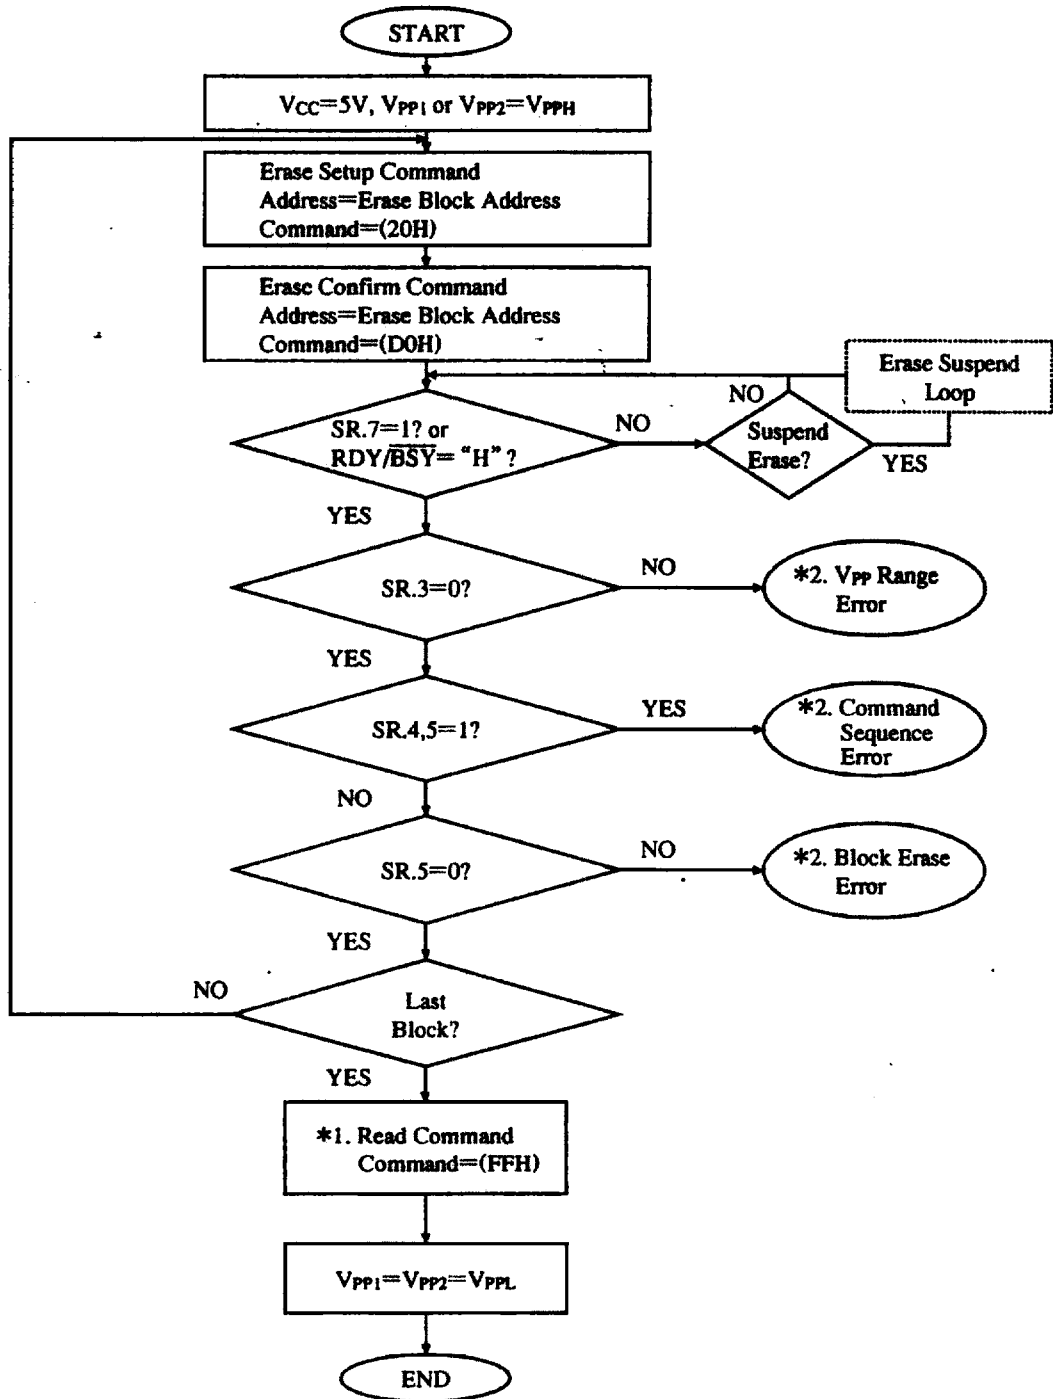 START
VCC=5V, VPP1 or VPP2=VPPH
Erase Setup Command
Address=Erase Block Address
Command=(20H)
Erase Confirm Command
Address=Erase Block Address
Command=(D0H)
Erase Suspend
Loop
NO
SR.7=1? or
RDY/B̅S̅Y̅= “H” ?
NO
Suspend
Erase?
YES
YES
SR.3=0?
NO
*2. VPP Range
Error
YES
SR.4,5=1?
YES
*2. Command
Sequence
Error
NO
SR.5=0?
NO
*2. Block Erase
Error
YES
NO
Last
Block?
YES
*1. Read Command
Command=(FFH)
VPP1=VPP2=VPPL
END